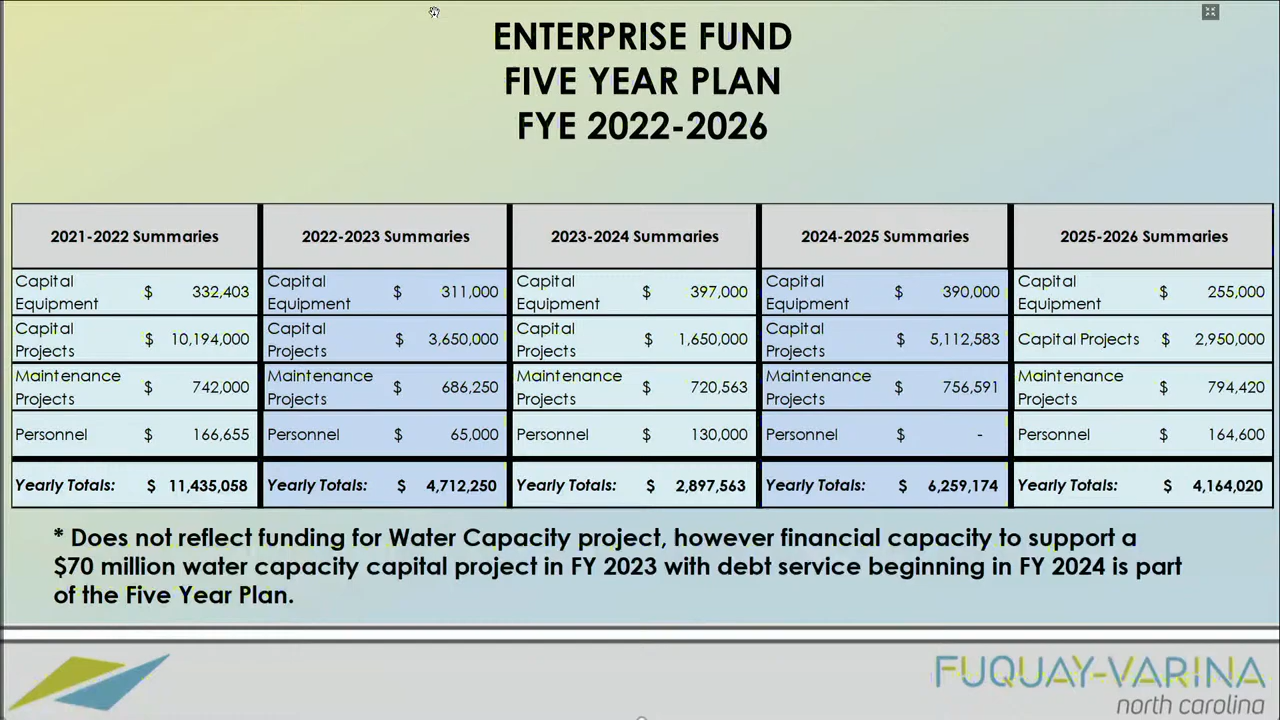 ENTERPRISE FUND
FIVE YEAR PLAN
FYE 2022-2026
2021-2022 Summaries 2022-2023 Summaries 2023-2024 Summaries 2024-2025 Summaries 2025-2026 Summaries
Capital Equipment $ 332,403 Capital Equipment $ 311,000 Capital Equipment $ 397,000 Capital Equipment $ 390,000 Capital Equipment $ 255,000
Capital Projects $ 10,194,000 Capital Projects $ 3,650,000 Capital Projects $ 1,650,000 Capital Projects $ 5,112,583 Capital Projects $ 2,950,000
Maintenance Projects $ 742,000 Maintenance Projects $ 686,250 Maintenance Projects $ 720,563 Maintenance Projects $ 756,591 Maintenance Projects $ 794,420
Personnel $ 166,655 Personnel $ 65,000 Personnel $ 130,000 Personnel $ - Personnel $ 164,600
Yearly Totals: $ 11,435,058 Yearly Totals: $ 4,712,250 Yearly Totals: $ 2,897,563 Yearly Totals: $ 6,259,174 Yearly Totals: $ 4,164,020
* Does not reflect funding for Water Capacity project, however financial capacity to support a
$70 million water capacity capital project in FY 2023 with debt service beginning in FY 2024 is part
of the Five Year Plan.
FUQUAY-VARINA
north carolina